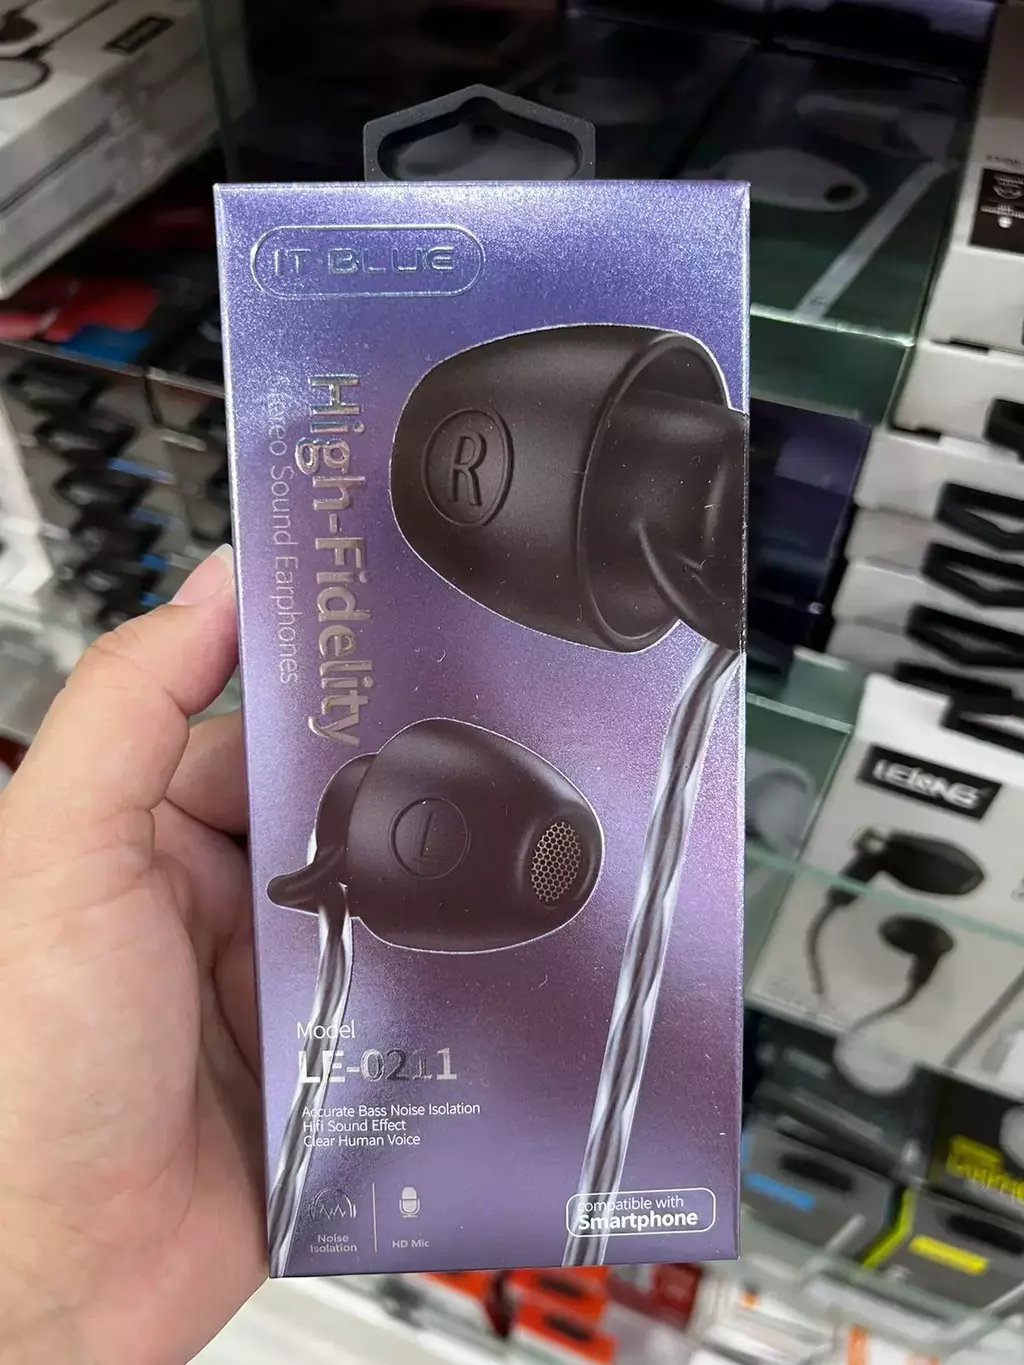 IT BLUE
High-Fidelity
Stereo Sound Earphones
R
L
Model
LE-0211
Accurate Bass Noise Isolation
Hifi Sound Effect
Clear Human Voice
Noise
Isolation
HD Mic
compatible with
Smartphone